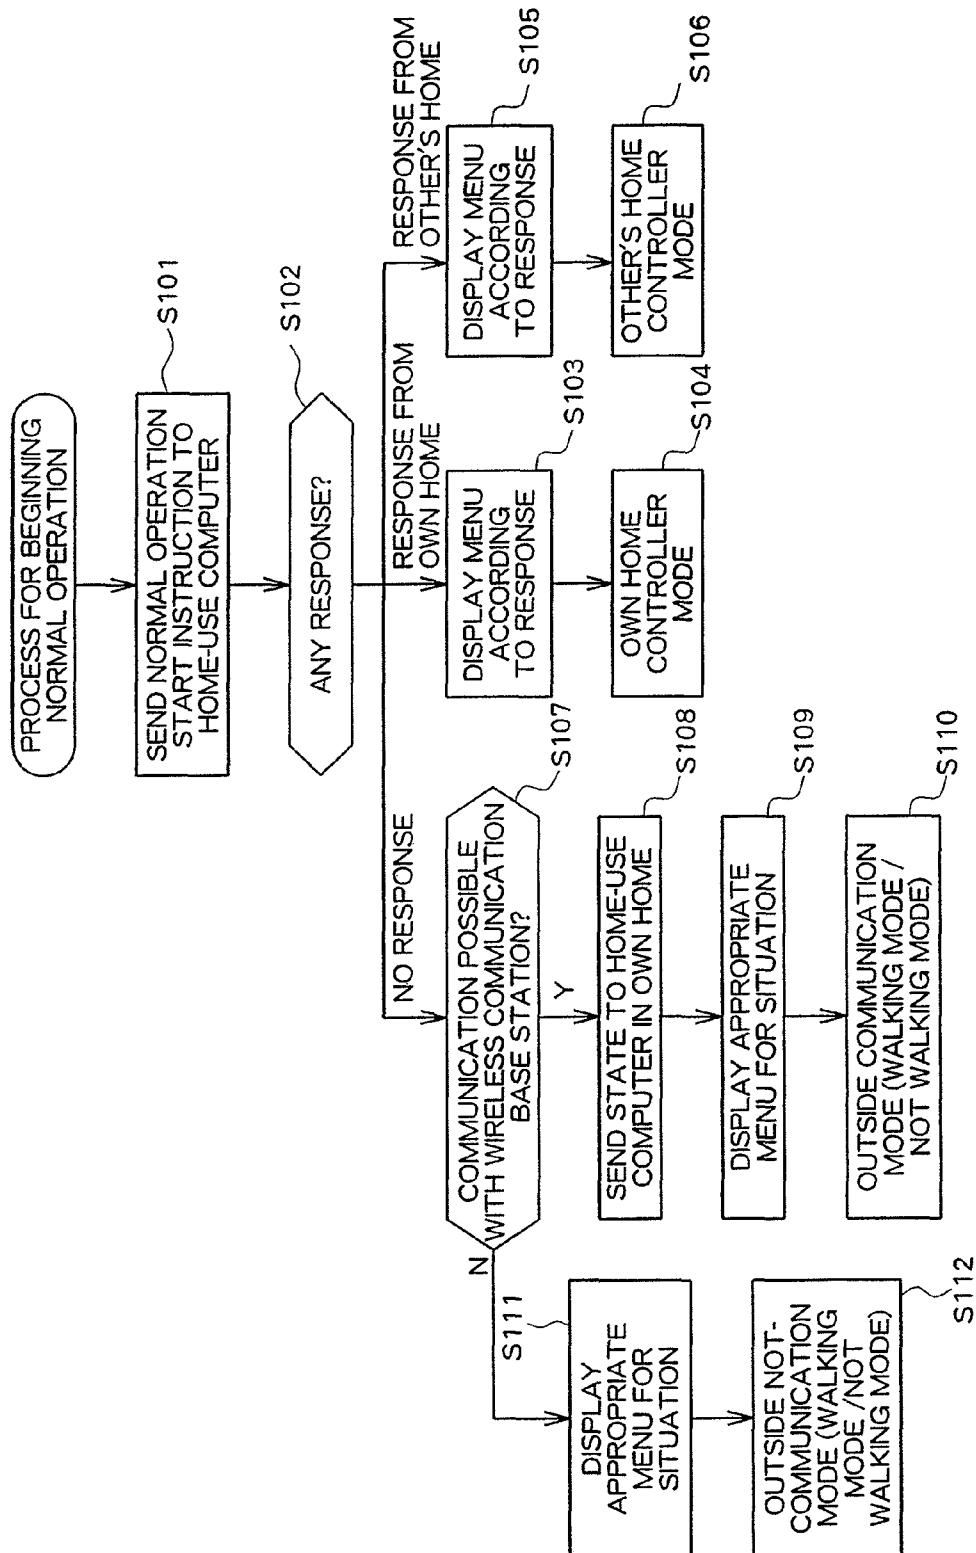 PROCESS FOR BEGINNING
NORMAL OPERATION
S101
SEND NORMAL OPERATION
START INSTRUCTION TO
HOME-USE COMPUTER
S102
ANY RESPONSE?
NO RESPONSE
RESPONSE FROM
OWN HOME
RESPONSE FROM
OTHER'S HOME
S107
COMMUNICATION POSSIBLE
WITH WIRELESS COMMUNICATION
BASE STATION?
S103
DISPLAY MENU
ACCORDING
TO RESPONSE
S105
DISPLAY MENU
ACCORDING
TO RESPONSE
N
Y
S111
DISPLAY
APPROPRIATE
MENU FOR
SITUATION
S108
SEND STATE TO HOME-USE
COMPUTER IN OWN HOME
S104
OWN HOME
CONTROLLER
MODE
S106
OTHER'S HOME
CONTROLLER
MODE
S109
DISPLAY APPROPRIATE
MENU FOR SITUATION
S112
OUTSIDE NOT-
COMMUNICATION
MODE (WALKING
MODE /NOT
WALKING MODE)
S110
OUTSIDE COMMUNICATION
MODE (WALKING MODE /
NOT WALKING MODE)